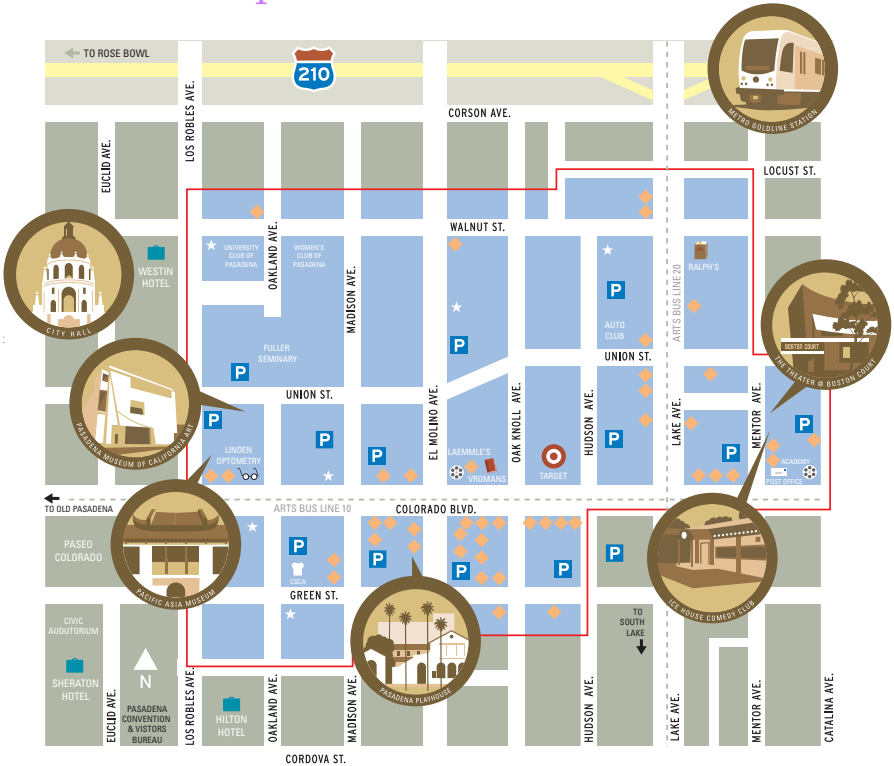 TO ROSE BOWL
210
METRO GOLDLINE STATION
CORSON AVE.
LOS ROBLES AVE.
EUCLID AVE.
LOCUST ST.
WALNUT ST.
OAKLAND AVE.
MADISON AVE.
UNIVERSITY
CLUB OF
PASADENA
WOMEN'S
CLUB OF
PASADENA
WESTIN
HOTEL
CITY HALL
RALPH'S
ARTS BUS LINE 20
P
AUTO
CLUB
P
UNION ST.
BOSTON COURT
THE THEATER @ BOSTON COURT
FULLER
SEMINARY
P
UNION ST.
PASADENA MUSEUM OF CALIFORNIA ART
P
LINDEN
OPTOMETRY
P
P
EL MOLINO AVE.
LAEMMLE'S
VROMANS
OAK KNOLL AVE.
TARGET
HUDSON AVE.
P
LAKE AVE.
P
MENTOR AVE.
P
ACADEMY
POST OFFICE
TO OLD PASADENA
ARTS BUS LINE 10
COLORADO BLVD.
PASEO
COLORADO
PACIFIC ASIA MUSEUM
P
CSCA
P
P
P
P
ICE HOUSE COMEDY CLUB
GREEN ST.
CIVIC
AUDITORIUM
TO
SOUTH
LAKE
SHERATON
HOTEL
N
PASADENA
CONVENTION
& VISTORS
BUREAU
HILTON
HOTEL
PASADENA PLAYHOUSE
EUCLID AVE.
LOS ROBLES AVE.
OAKLAND AVE.
MADISON AVE.
HUDSON AVE.
LAKE AVE.
MENTOR AVE.
CATALINA AVE.
CORDOVA ST.